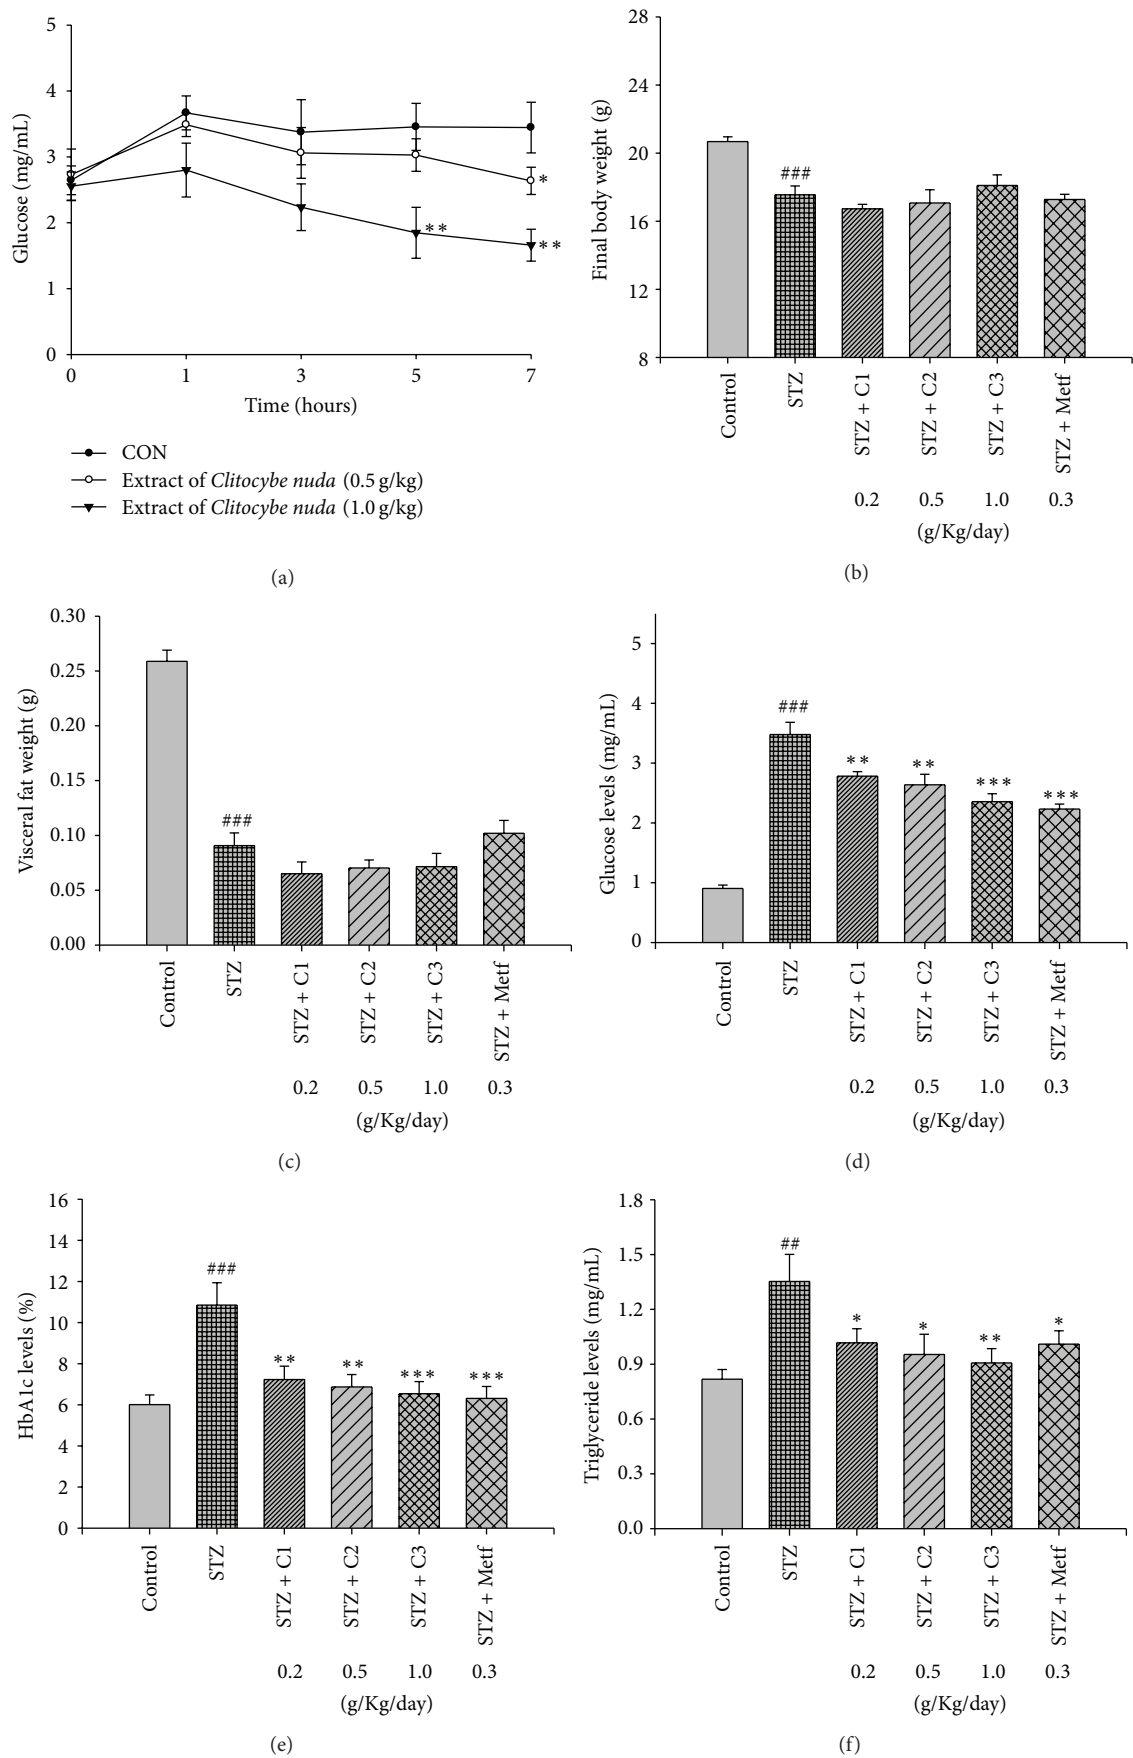 5
4
3
2
1
0
Glucose (mg/mL)
*
**
**
0 1 3 5 7
Time (hours)
CON
Extract of Clitocybe nuda (0.5 g/kg)
Extract of Clitocybe nuda (1.0 g/kg)
(a)
28
24
20
16
12
8
Final body weight (g)
###
Control STZ STZ + C1 STZ + C2 STZ + C3 STZ + Metf
0.2 0.5 1.0 0.3
(g/Kg/day)
(b)
0.30
0.25
0.20
0.15
0.10
0.05
0.00
Visceral fat weight (g)
###
Control STZ STZ + C1 STZ + C2 STZ + C3 STZ + Metf
0.2 0.5 1.0 0.3
(g/Kg/day)
(c)
5
4
3
2
1
0
Glucose levels (mg/mL)
###
** ** *** ***
Control STZ STZ + C1 STZ + C2 STZ + C3 STZ + Metf
0.2 0.5 1.0 0.3
(g/Kg/day)
(d)
16
14
12
10
8
6
4
2
0
HbA1c levels (%)
###
** ** *** ***
Control STZ STZ + C1 STZ + C2 STZ + C3 STZ + Metf
0.2 0.5 1.0 0.3
(g/Kg/day)
(e)
1.8
1.5
1.2
0.9
0.6
0.3
0.0
Triglyceride levels (mg/mL)
##
* * ** *
Control STZ STZ + C1 STZ + C2 STZ + C3 STZ + Metf
0.2 0.5 1.0 0.3
(g/Kg/day)
(f)